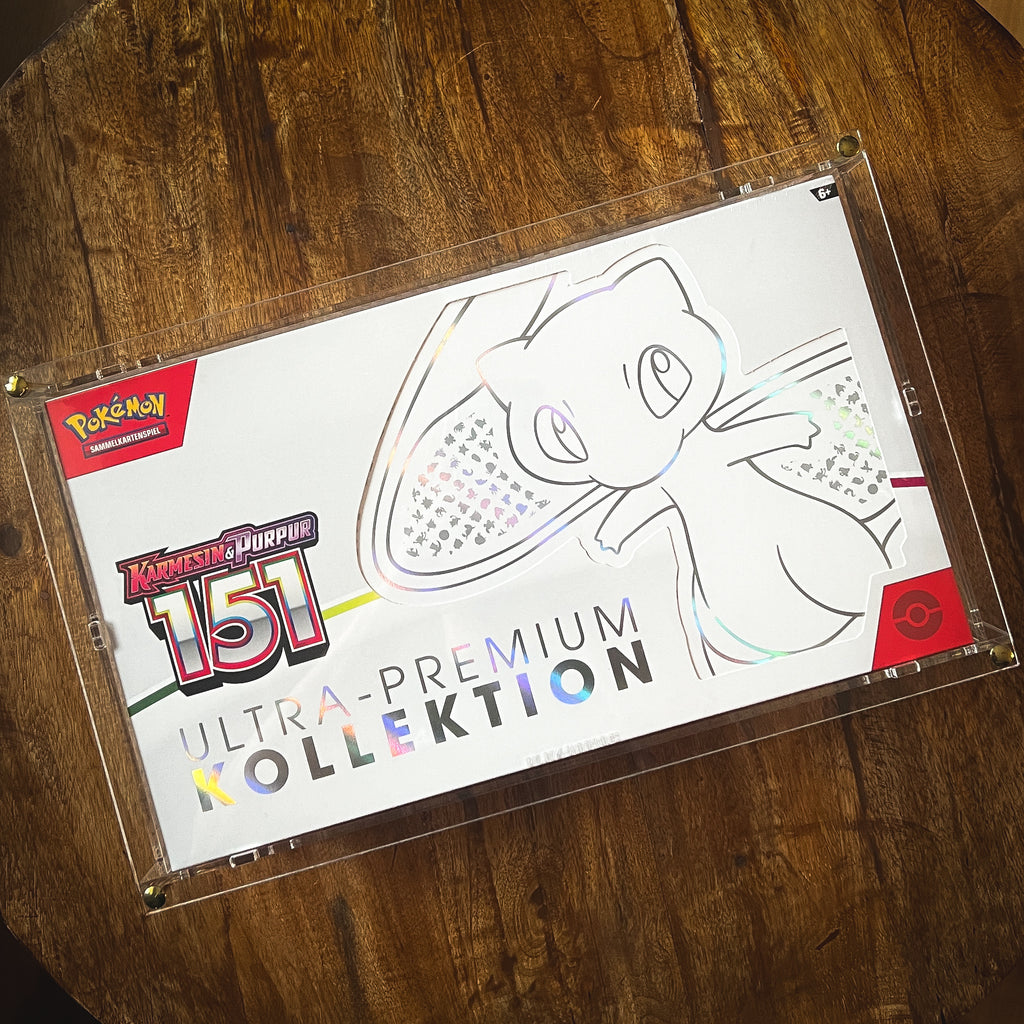 6+
POKéMON
SAMMELKARTENSPIEL
KARMESIN & PURPUR
151
ULTRA-PREMIUM
KOLLEKTION